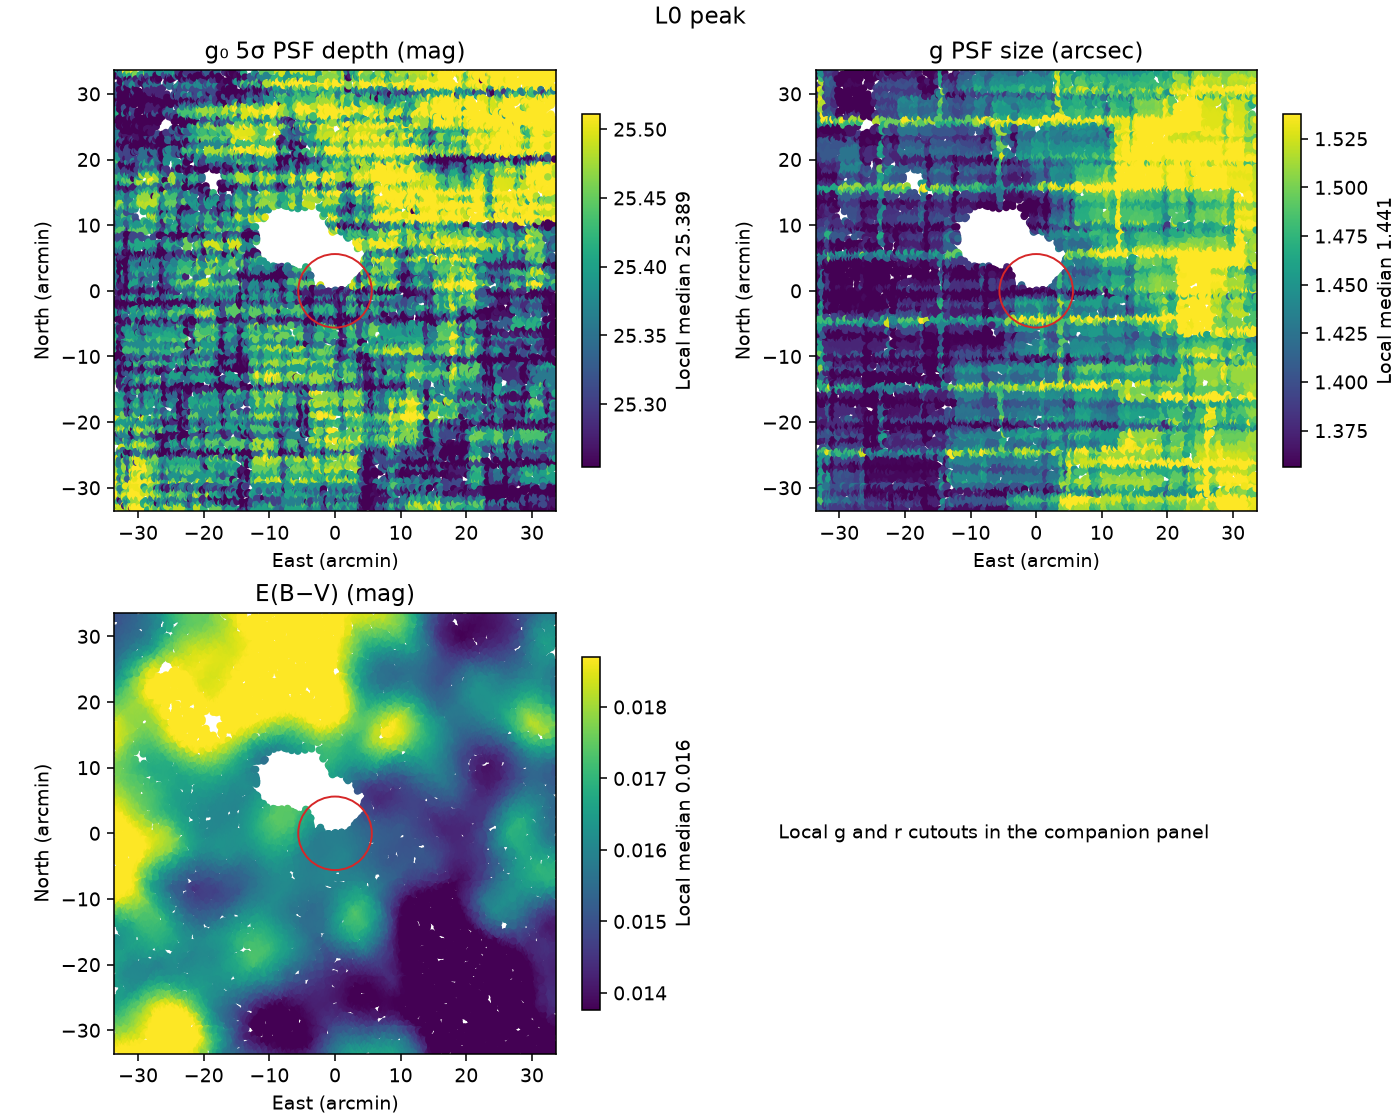 L0 peak
g₀ 5σ PSF depth (mag)
30
20
10
0
−10
−20
−30
North (arcmin)
−30 −20 −10 0 10 20 30
East (arcmin)
25.50
25.45
25.40
25.35
25.30
Local median 25.389
g PSF size (arcsec)
30
20
10
0
−10
−20
−30
North (arcmin)
−30 −20 −10 0 10 20 30
East (arcmin)
1.525
1.500
1.475
1.450
1.425
1.400
1.375
Local median 1.441
E(B−V) (mag)
30
20
10
0
−10
−20
−30
North (arcmin)
−30 −20 −10 0 10 20 30
East (arcmin)
0.018
0.017
0.016
0.015
0.014
Local median 0.016
Local g and r cutouts in the companion panel